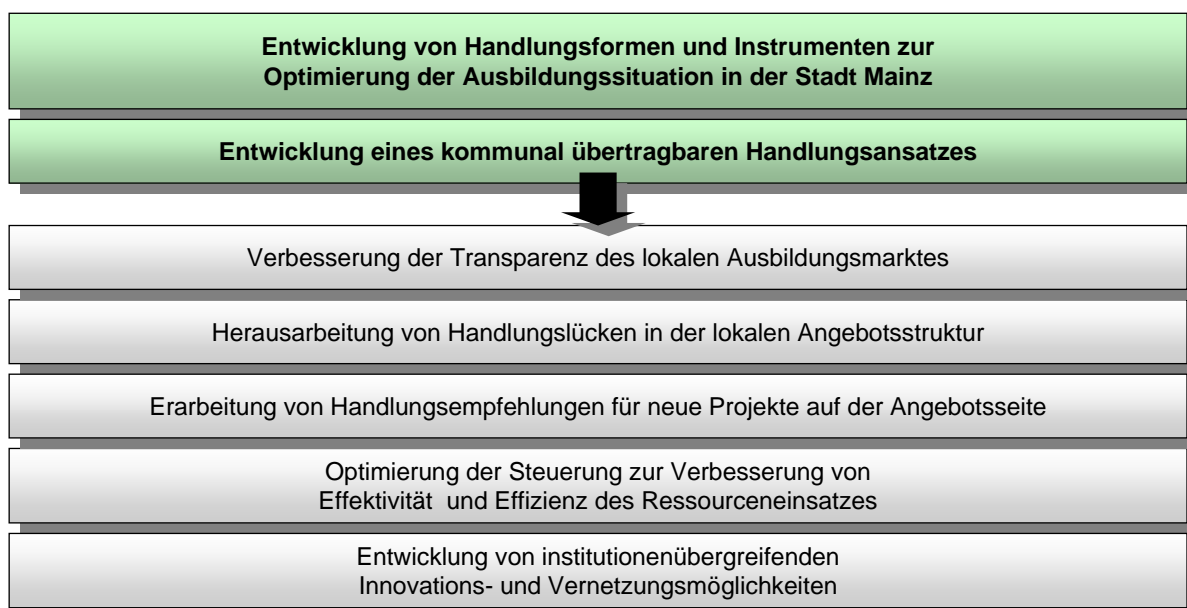 Entwicklung von Handlungsformen und Instrumenten zur
Optimierung der Ausbildungssituation in der Stadt Mainz
Entwicklung eines kommunal übertragbaren Handlungsansatzes
Verbesserung der Transparenz des lokalen Ausbildungsmarktes
Herausarbeitung von Handlungslücken in der lokalen Angebotsstruktur
Erarbeitung von Handlungsempfehlungen für neue Projekte auf der Angebotsseite
Optimierung der Steuerung zur Verbesserung von
Effektivität und Effizienz des Ressourceneinsatzes
Entwicklung von institutionenübergreifenden
Innovations- und Vernetzungsmöglichkeiten